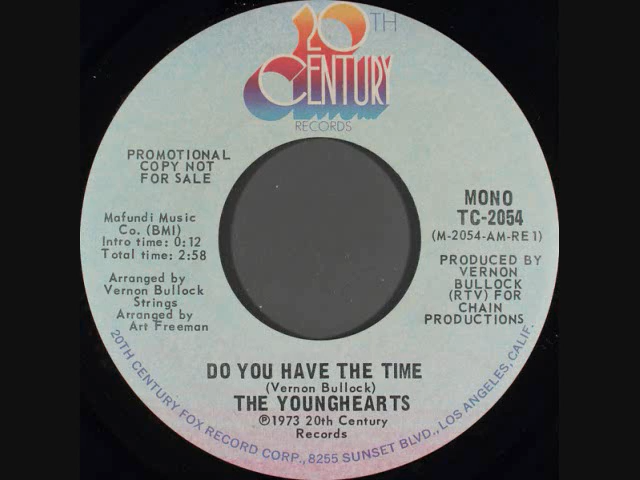 20TH
CENTURY
RECORDS
PROMOTIONAL
COPY NOT
FOR SALE
Mafundi Music
Co. (BMI)
Intro time: 0:12
Total time: 2:58
Arranged by
Vernon Bullock
Strings
Arranged by
Art Freeman
MONO
TC-2054
(M-2054-AM-RE1)
PRODUCED BY
VERNON
BULLOCK
(RTV) FOR
CHAIN
PRODUCTIONS
DO YOU HAVE THE TIME
(Vernon Bullock)
THE YOUNGHEARTS
℗1973 20th Century
Records
20TH CENTURY FOX RECORD CORP., 8255 SUNSET BLVD., LOS ANGELES, CALIF.